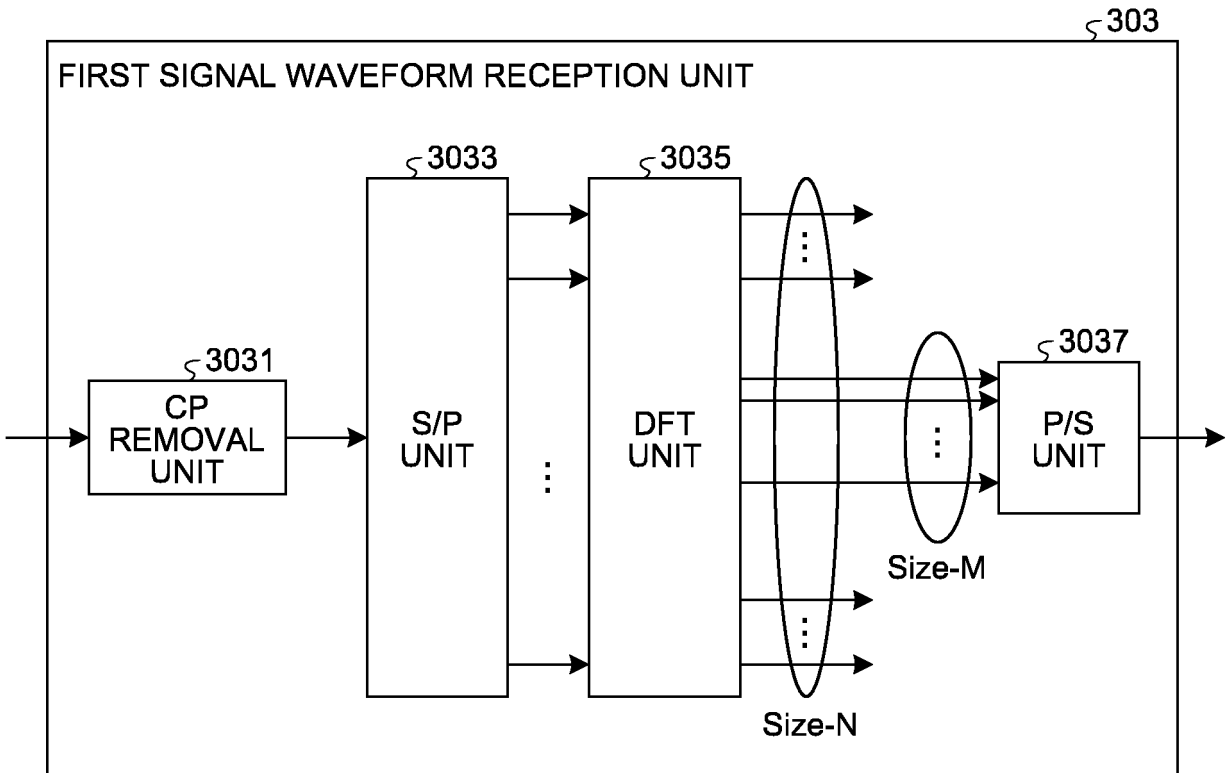 303
FIRST SIGNAL WAVEFORM RECEPTION UNIT
3033
3035
3031
3037
CP
REMOVAL
UNIT
S/P
UNIT
⋮
DFT
UNIT
⋮
⋮
⋮
P/S
UNIT
Size-M
Size-N